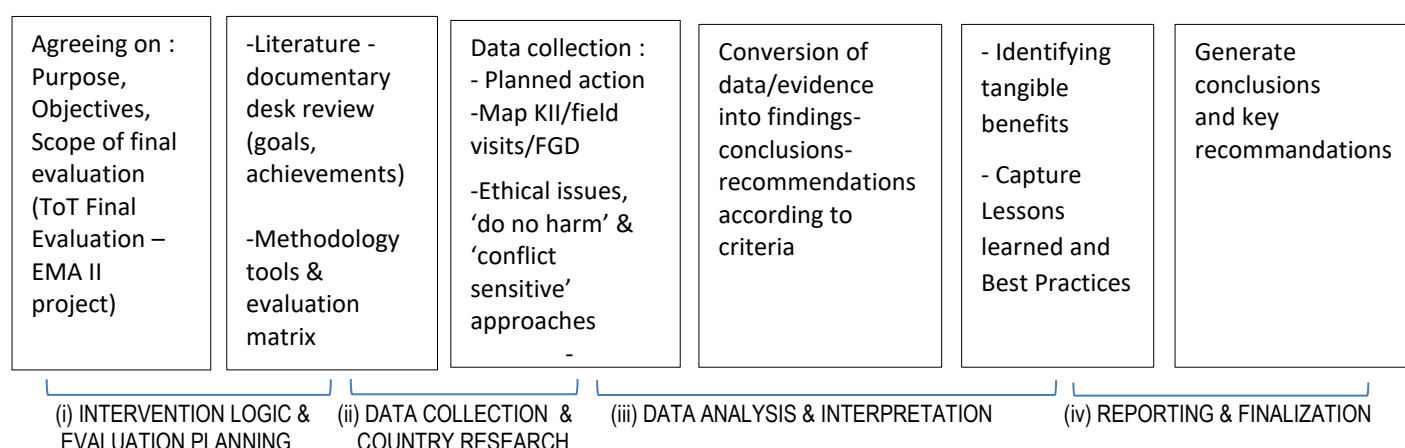 Agreeing on :
Purpose,
Objectives,
Scope of final
evaluation
(ToT Final
Evaluation –
EMA II
project)
-Literature -
documentary
desk review
(goals,
achievements)
-Methodology
tools &
evaluation
matrix
Data collection :
- Planned action
-Map KII/field
visits/FGD
-Ethical issues,
‘do no harm’ &
‘conflict
sensitive’
approaches
-
Conversion of
data/evidence
into findings-
conclusions-
recommendations
according to
criteria
- Identifying
tangible
benefits
- Capture
Lessons
learned and
Best Practices
Generate
conclusions
and key
recommandations
(i) INTERVENTION LOGIC &
EVALUATION PLANNING
(ii) DATA COLLECTION &
COUNTRY RESEARCH
(iii) DATA ANALYSIS & INTERPRETATION
(iv) REPORTING & FINALIZATION